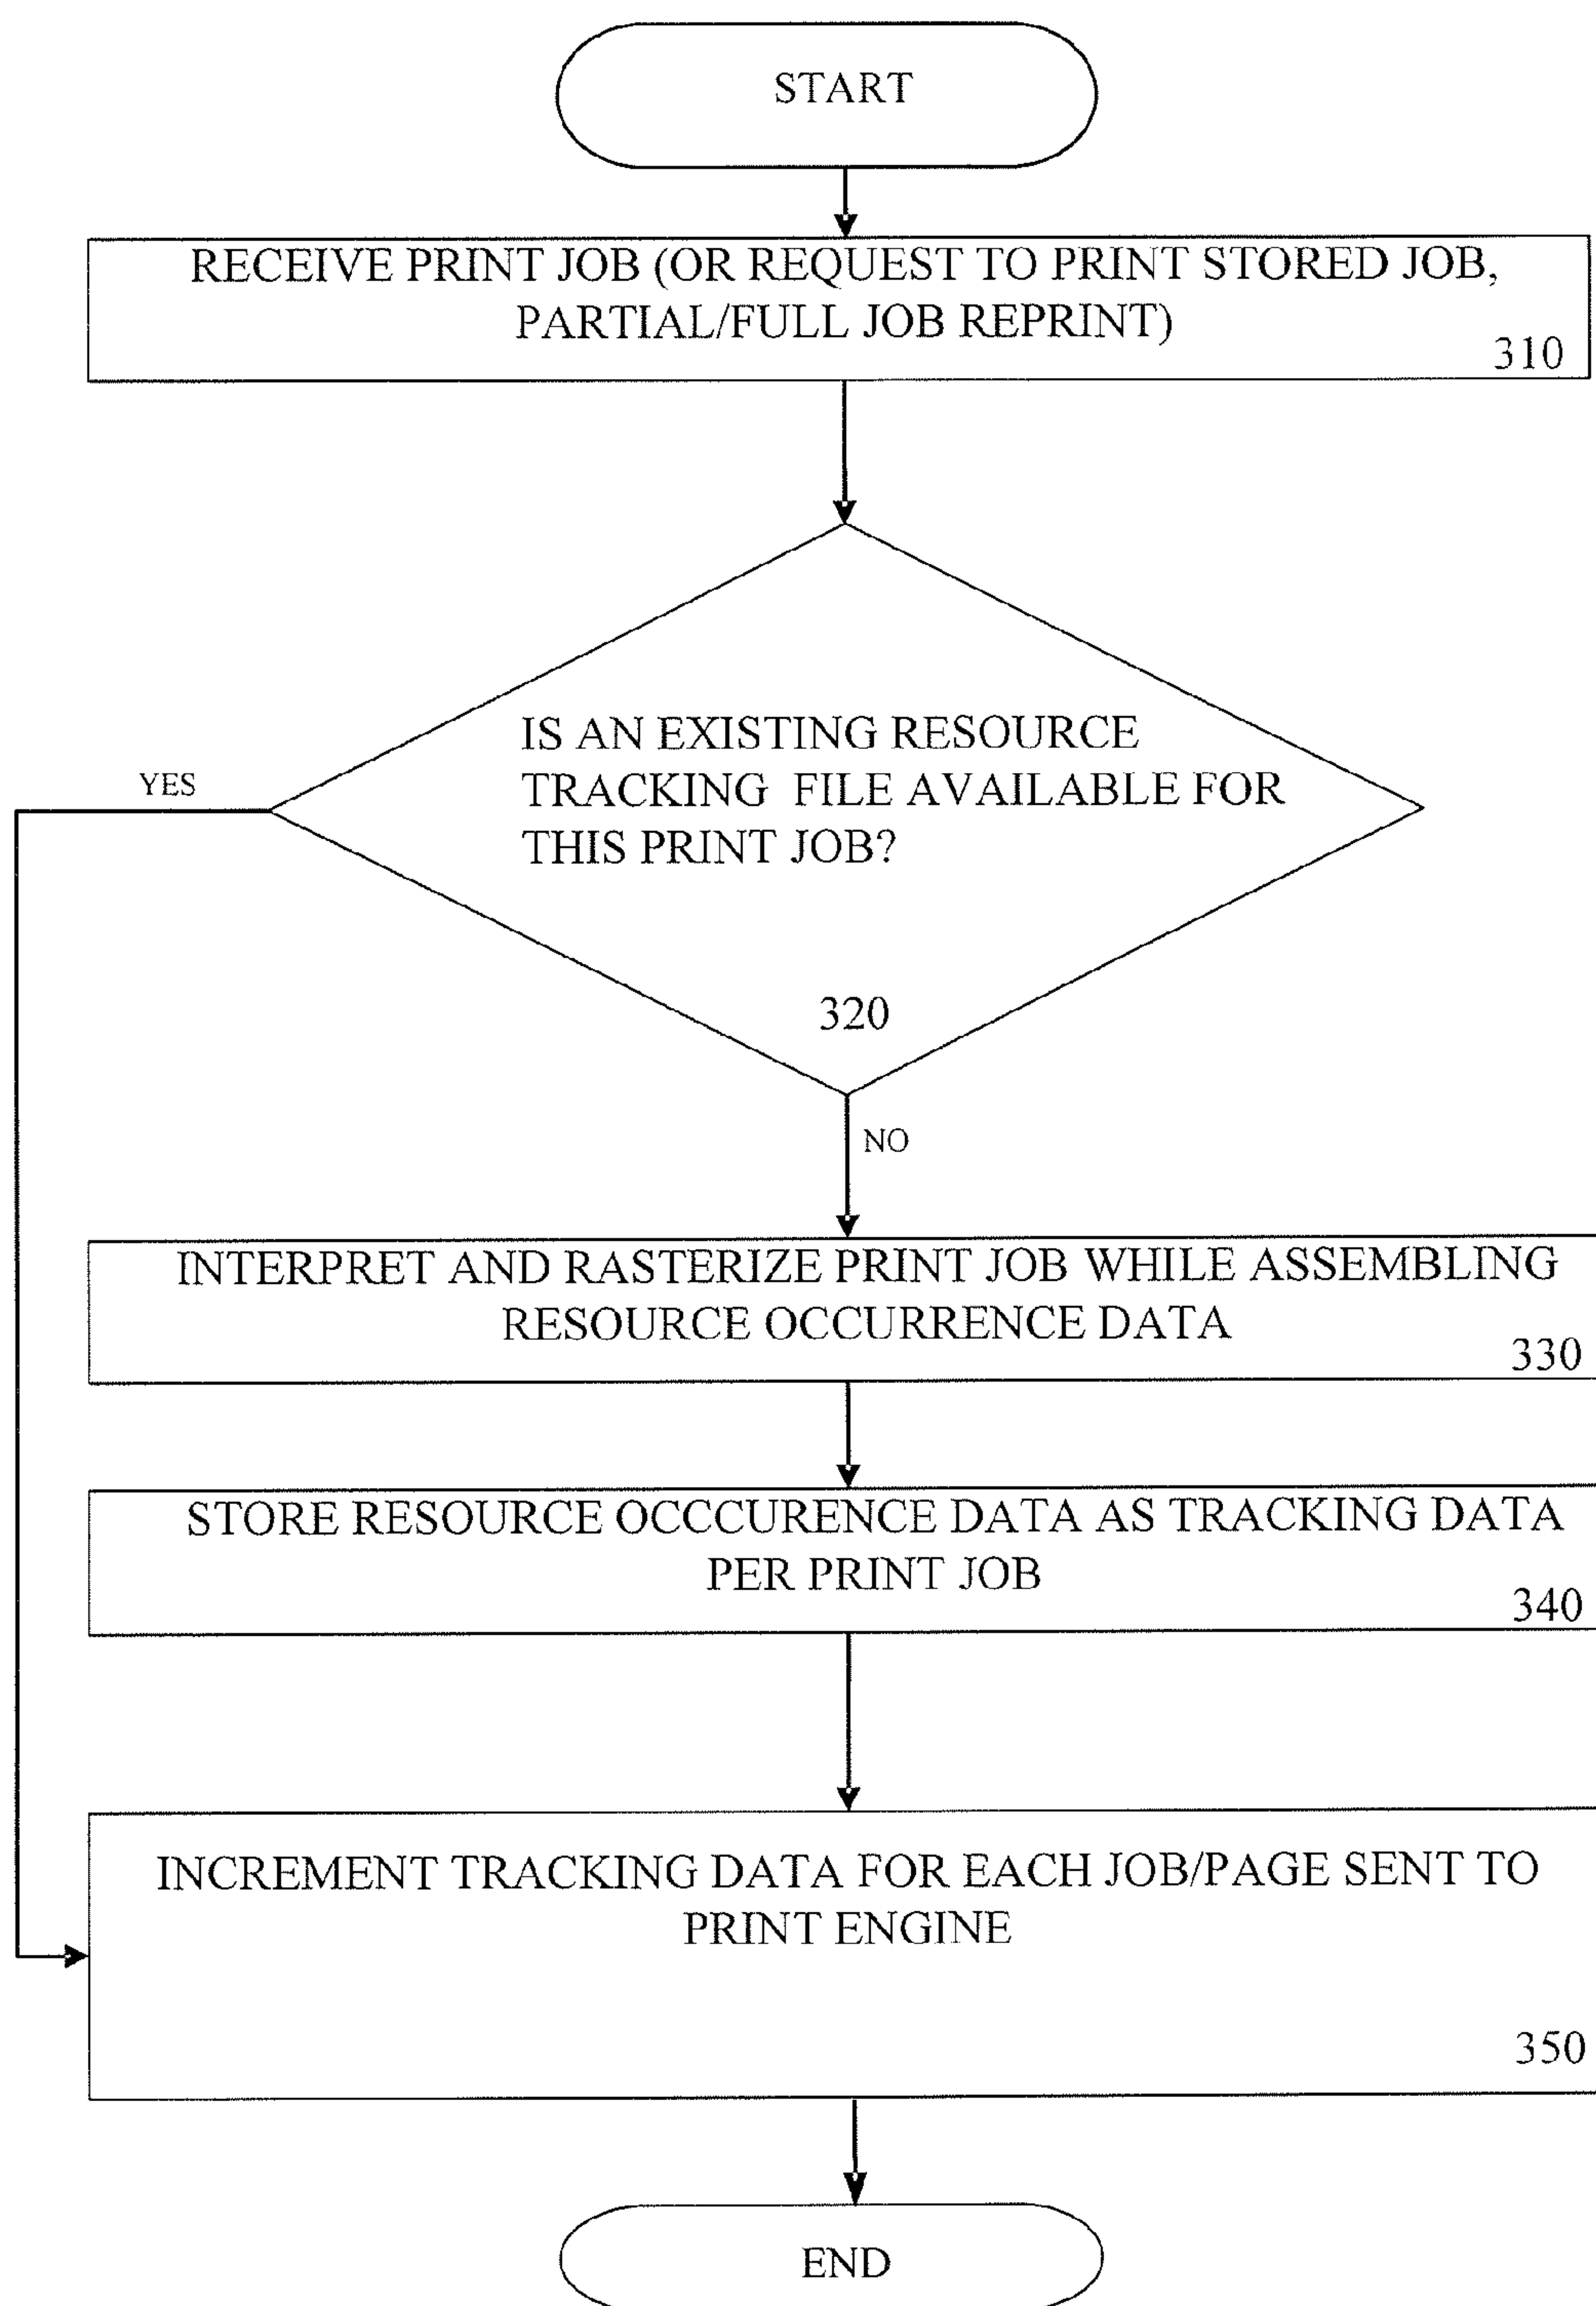 START
RECEIVE PRINT JOB (OR REQUEST TO PRINT STORED JOB,
PARTIAL/FULL JOB REPRINT)
310
IS AN EXISTING RESOURCE
TRACKING FILE AVAILABLE FOR
THIS PRINT JOB?
YES
320
NO
INTERPRET AND RASTERIZE PRINT JOB WHILE ASSEMBLING
RESOURCE OCCURRENCE DATA
330
STORE RESOURCE OCCCURENCE DATA AS TRACKING DATA
PER PRINT JOB
340
INCREMENT TRACKING DATA FOR EACH JOB/PAGE SENT TO
PRINT ENGINE
350
END